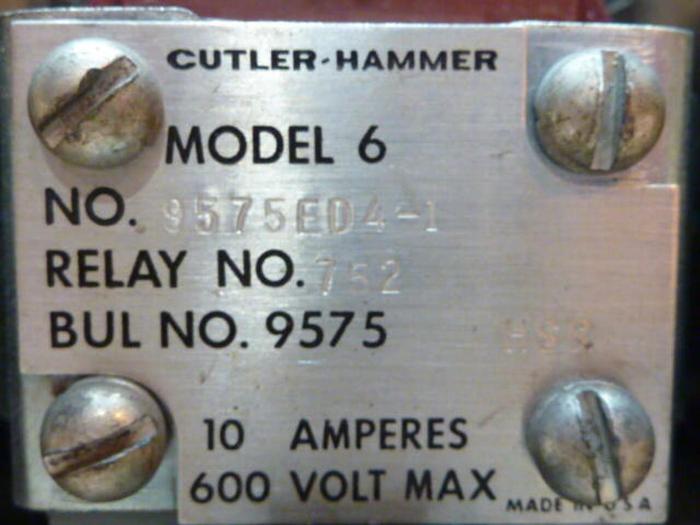 CUTLER-HAMMER
MODEL 6
NO. 9575ED4-1
RELAY NO. 752
BUL NO. 9575
10 AMPERES
600 VOLT MAX
MADE IN USA